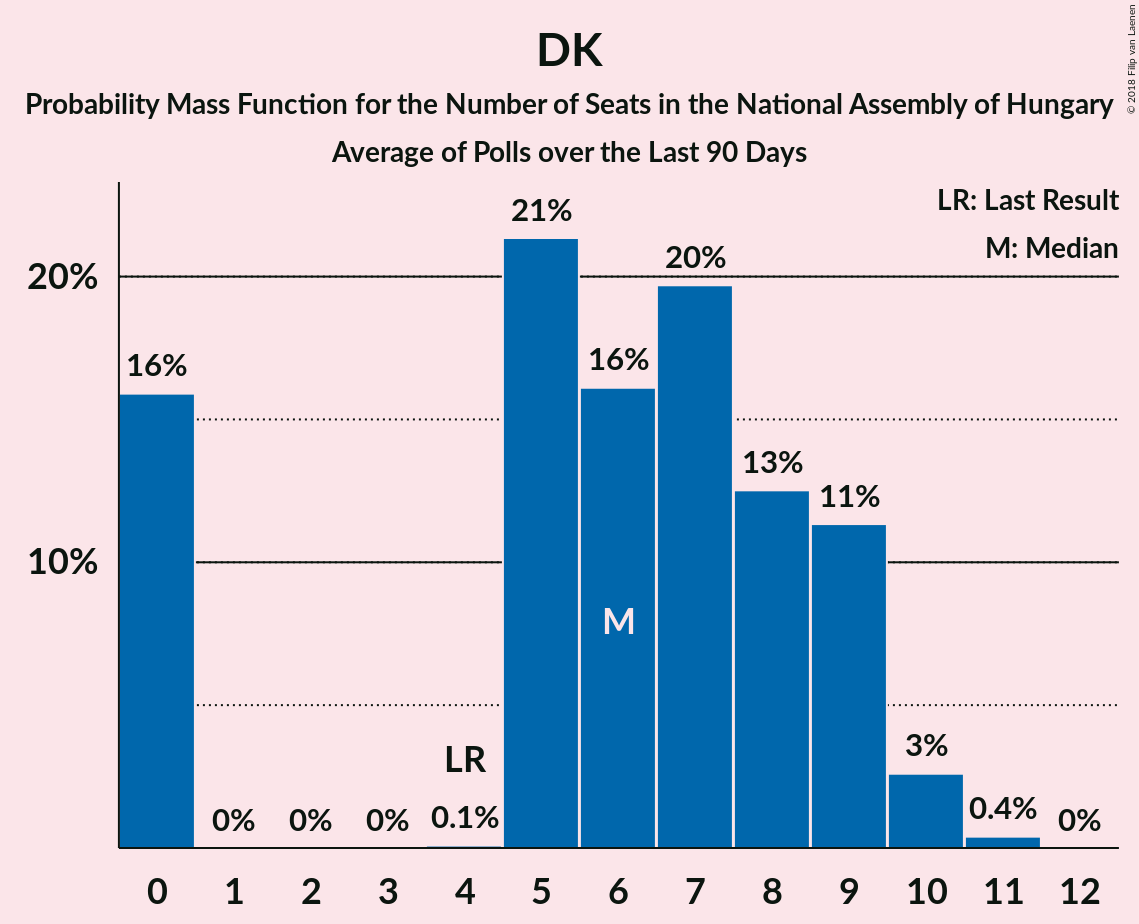 DK
Probability Mass Function for the Number of Seats in the National Assembly of Hungary
Average of Polls over the Last 90 Days
© 2018 Filip van Laenen
LR: Last Result
M: Median
20%
10%
16%
0%
0%
0%
LR
0.1%
21%
16%
M
20%
13%
11%
3%
0.4%
0%
0 1 2 3 4 5 6 7 8 9 10 11 12